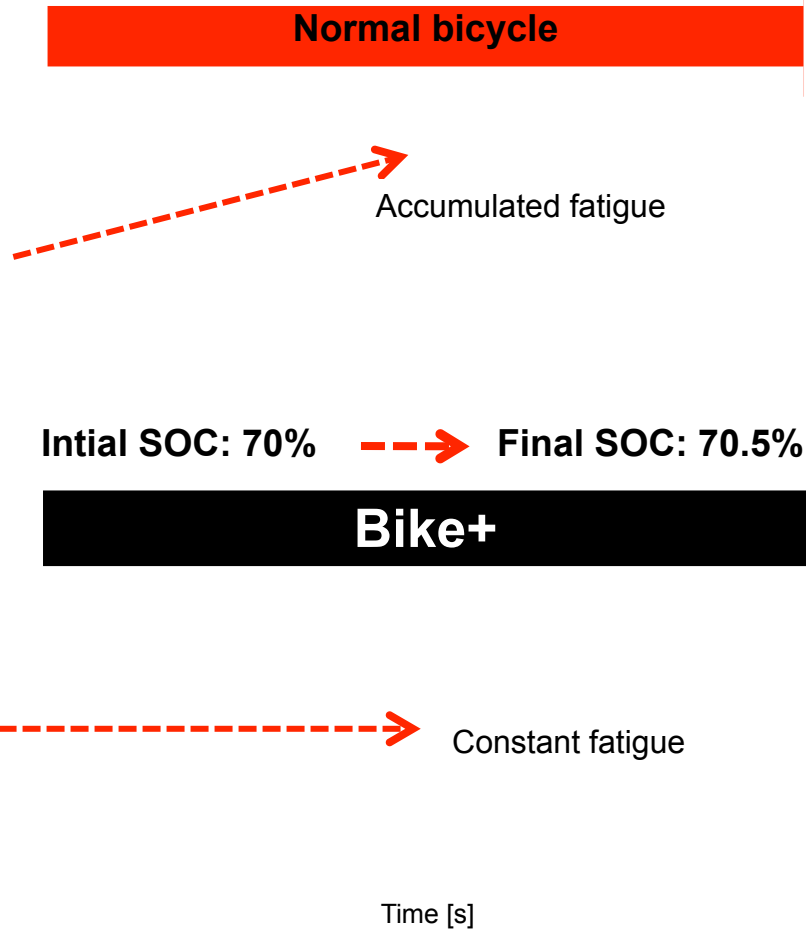 Normal bicycle
Accumulated fatigue
Intial SOC: 70% Final SOC: 70.5%
Bike+
Constant fatigue
Time [s]